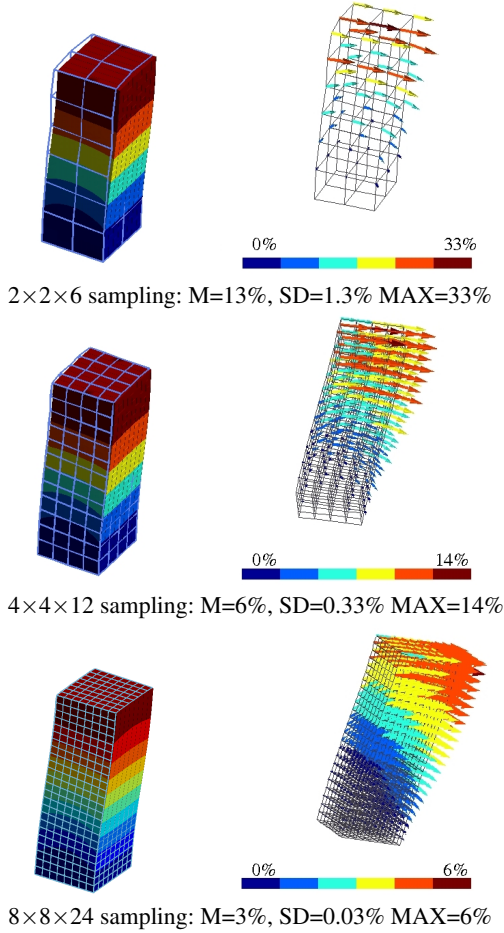 0% 33%
2×2×6 sampling: M=13%, SD=1.3% MAX=33%
0% 14%
4×4×12 sampling: M=6%, SD=0.33% MAX=14%
0% 6%
8×8×24 sampling: M=3%, SD=0.03% MAX=6%